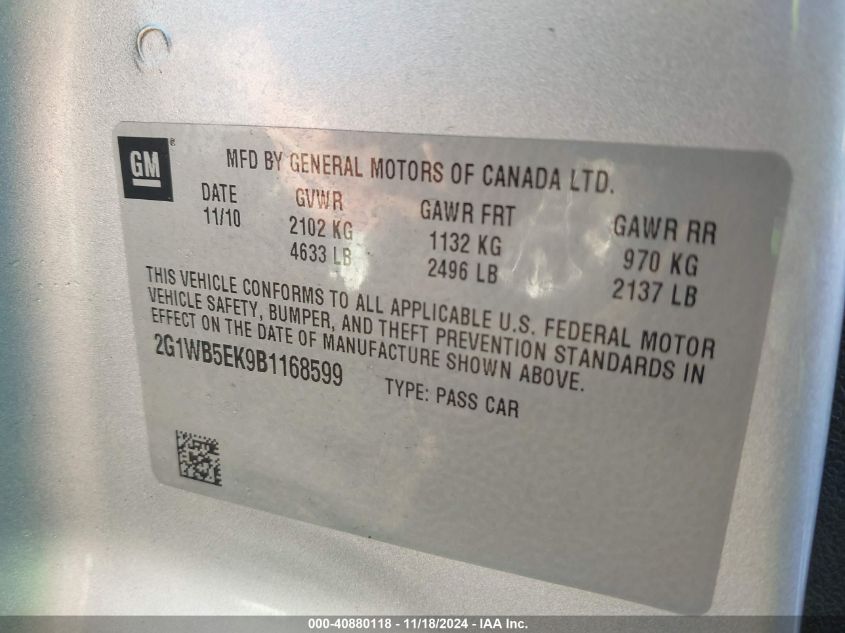 GM®
MFD BY GENERAL MOTORS OF CANADA LTD.
DATE GVWR GAWR FRT GAWR RR
11/10 2102 KG 1132 KG 970 KG
4633 LB 2496 LB 2137 LB
THIS VEHICLE CONFORMS TO ALL APPLICABLE U.S. FEDERAL MOTOR
VEHICLE SAFETY, BUMPER, AND THEFT PREVENTION STANDARDS IN
EFFECT ON THE DATE OF MANUFACTURE SHOWN ABOVE.
2G1WB5EK9B1168599 TYPE: PASS CAR
000-40880118 - 11/18/2024 - IAA Inc.